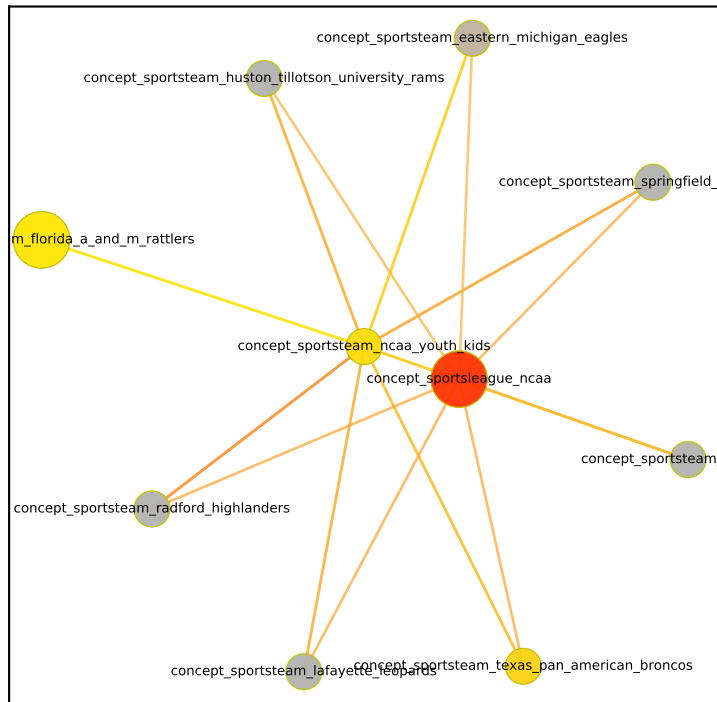 concept_sportsteam_eastern_michigan_eagles
concept_sportsteam_huston_tillotson_university_rams
concept_sportsteam_springfield_
m_florida_a_and_m_rattlers
concept_sportsteam_ncaa_youth_kids
concept_sportsleague_ncaa
concept_sportsteam_
concept_sportsteam_radford_highlanders
concept_sportsteam_texas_pan_american_broncos
concept_sportsteam_lafayette_leopards